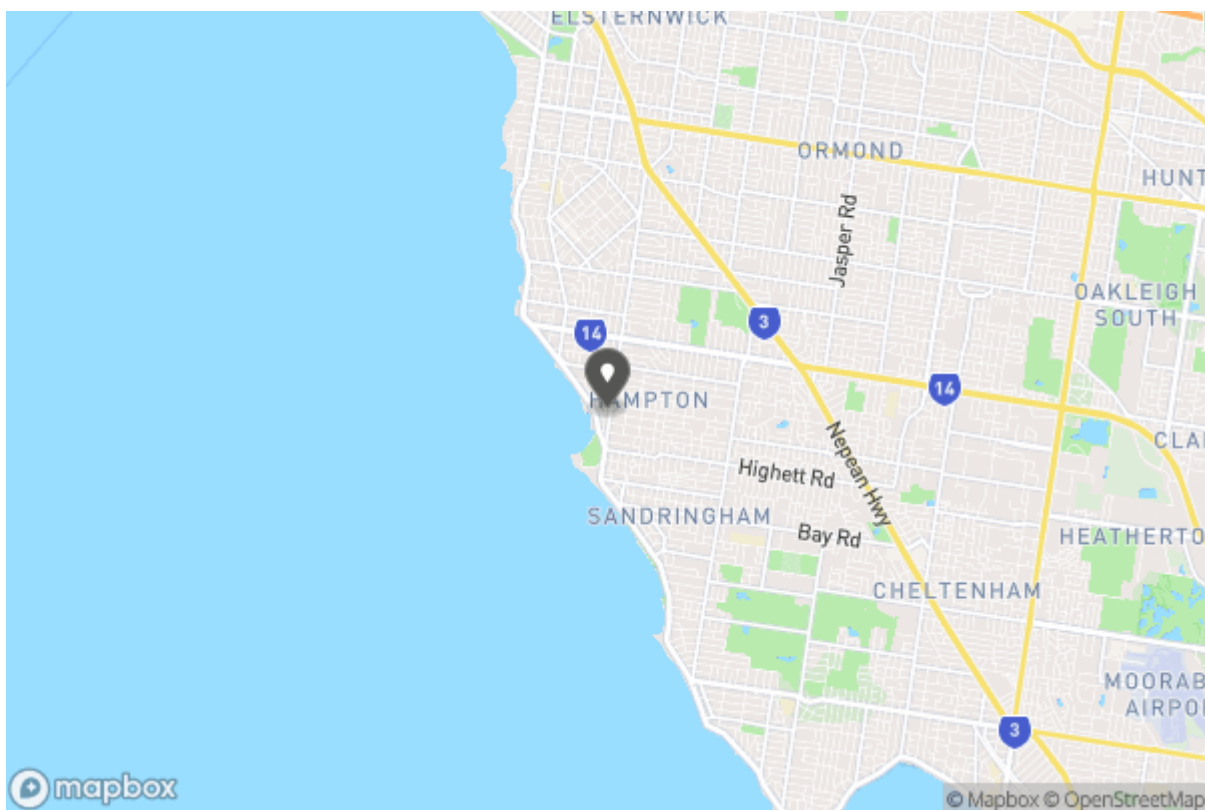 ELSTERNWICK
ORMOND
HUNT
Jasper Rd
OAKLEIGH
SOUTH
3
14
14
HAMPTON
Nepean Hwy
CLA
Highett Rd
SANDRINGHAM
Bay Rd
HEATHERTO
CHELTENHAM
MOORAB
AIRPO
3
mapbox
© Mapbox © OpenStreetMap